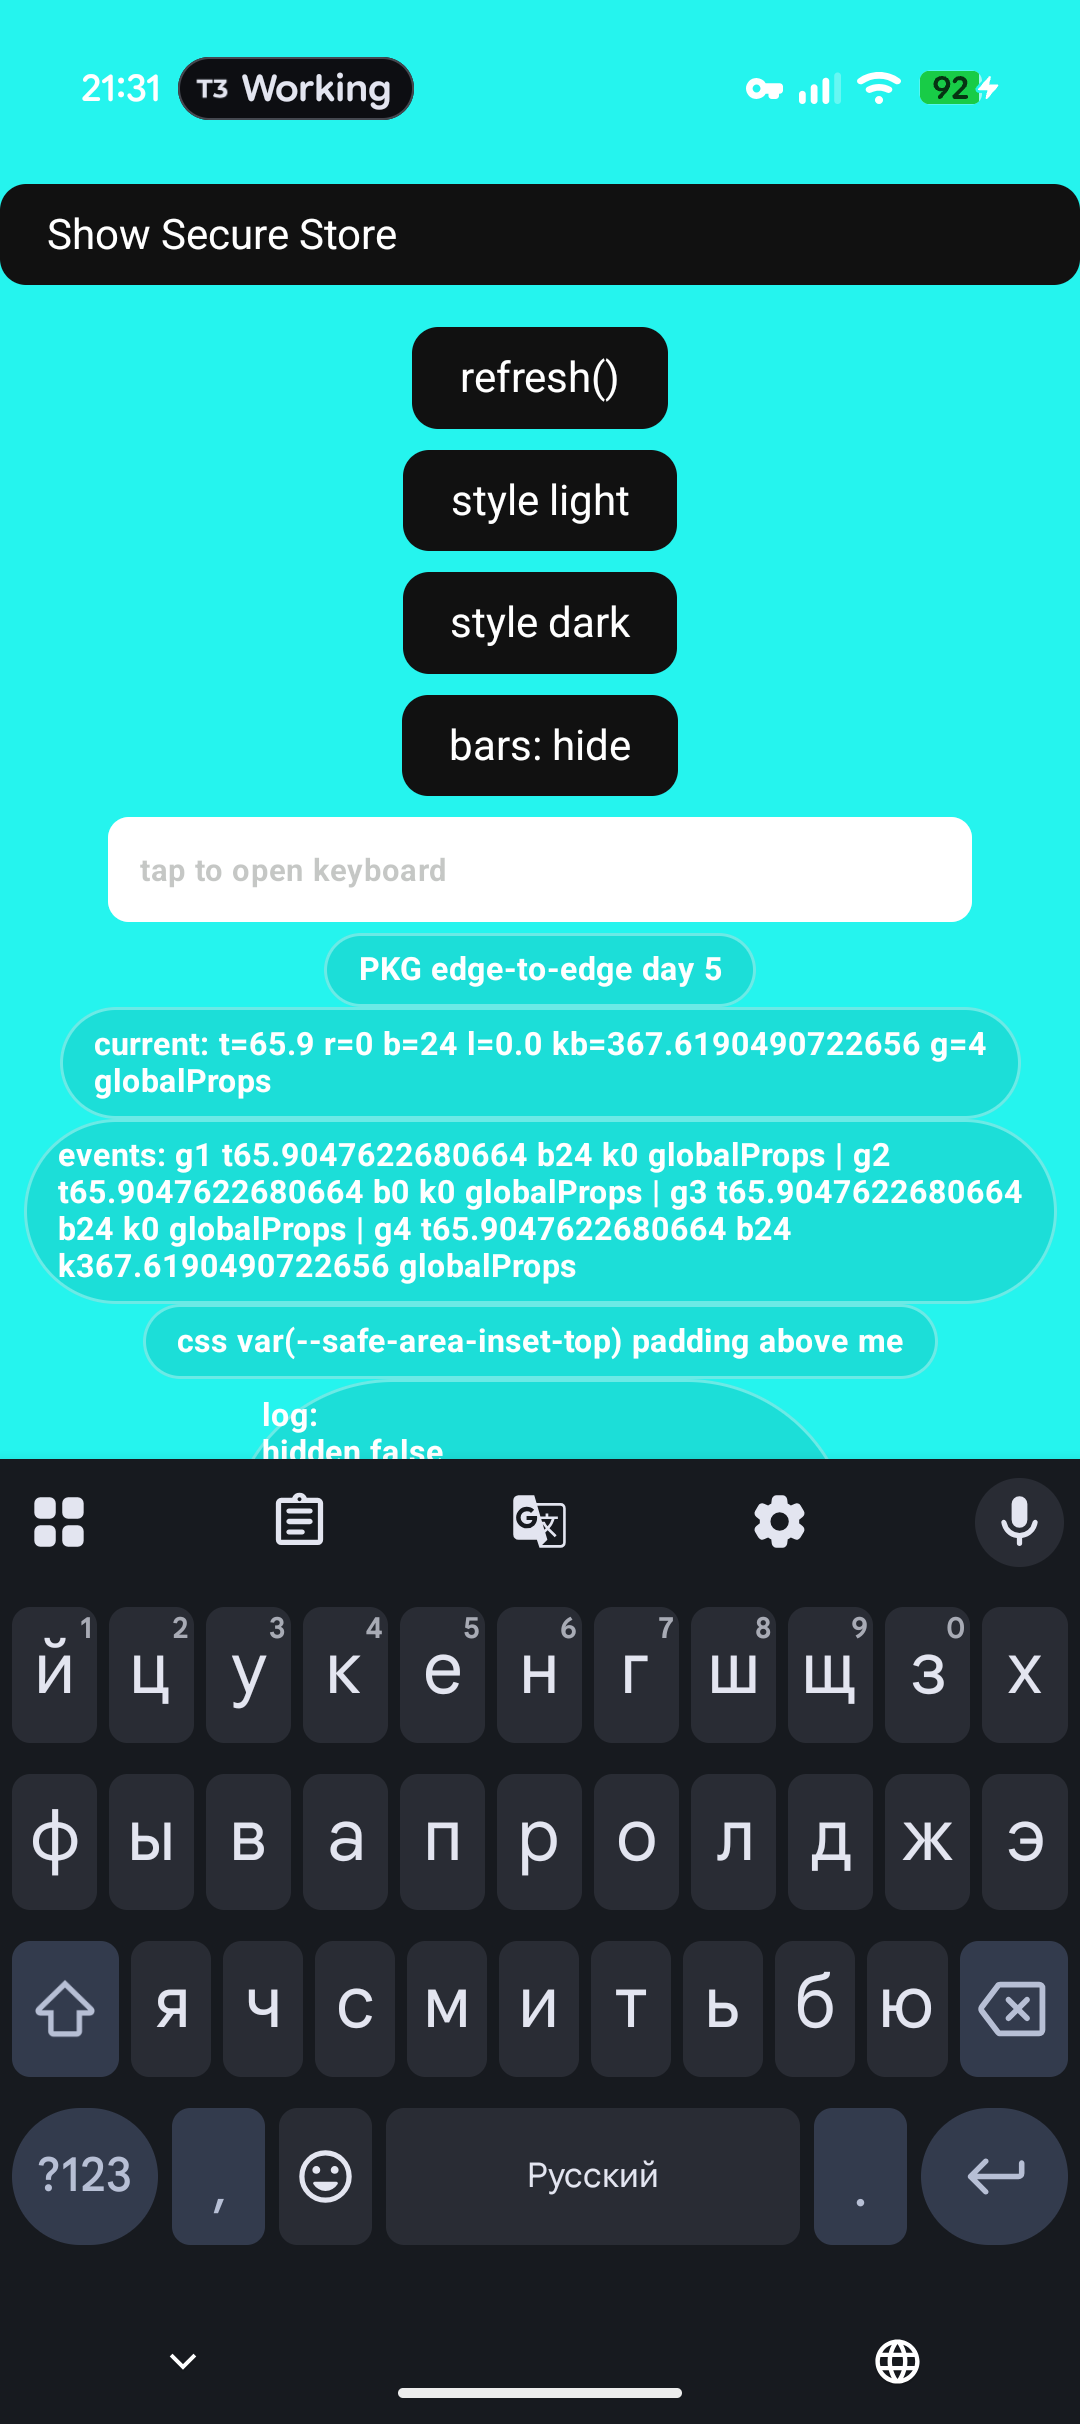 21:31 T3 Working 92
Show Secure Store
refresh()
style light
style dark
bars: hide
tap to open keyboard
PKG edge-to-edge day 5
current: t=65.9 r=0 b=24 l=0.0 kb=367.6190490722656 g=4
globalProps
events: g1 t65.9047622680664 b24 k0 globalProps | g2
t65.9047622680664 b0 k0 globalProps | g3 t65.9047622680664
b24 k0 globalProps | g4 t65.9047622680664 b24
k367.6190490722656 globalProps
css var(--safe-area-inset-top) padding above me
log:
hidden false
G 文
1 2 3 4 5 6 7 8 9 0
й ц у к е н г ш щ з х
ф ы в а п р о л д ж э
я ч с м и т ь б ю
?123 , Русский .